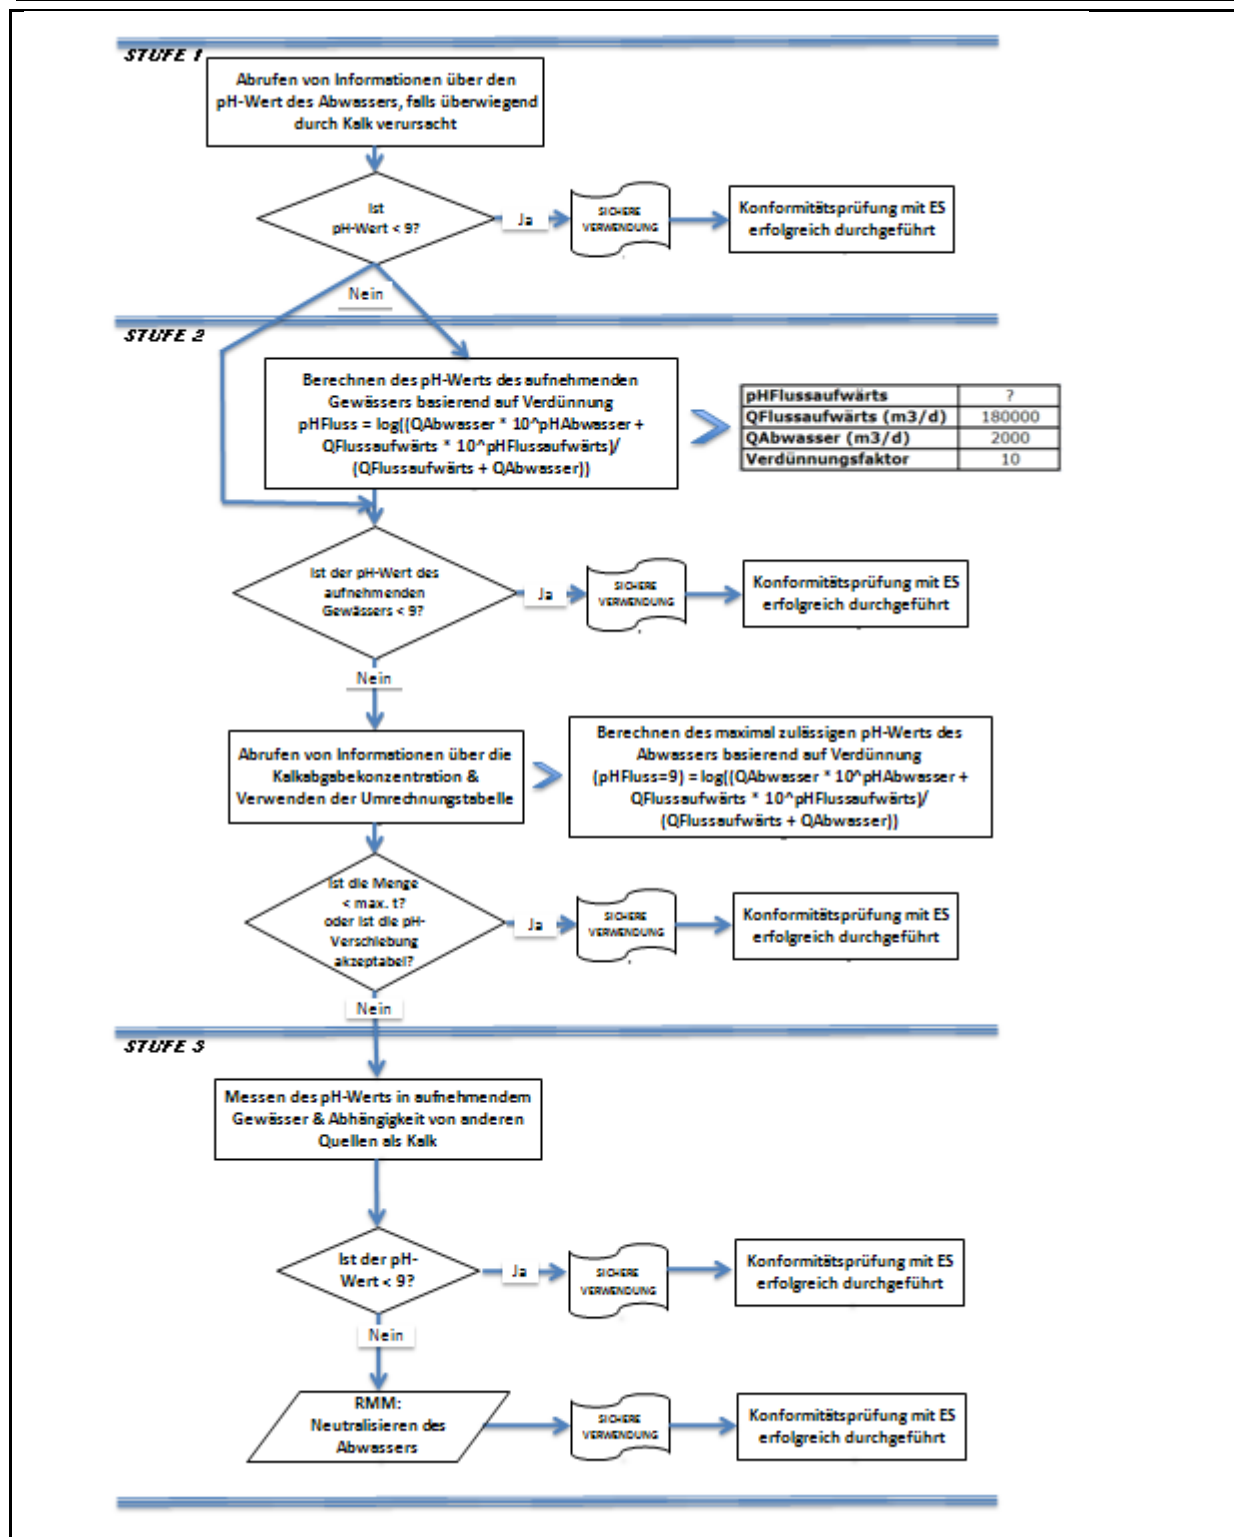 STUFE 1
Abrufen von Informationen über den
pH-Wert des Abwassers, falls überwiegend
durch Kalk verursacht
Ist
pH-Wert < 9?
Ja
SICHERE
VERWENDUNG
Konformitätsprüfung mit ES
erfolgreich durchgeführt
Nein
STUFE 2
Berechnen des pH-Werts des aufnehmenden
Gewässers basierend auf Verdünnung
pHFluss = log((QAbwasser * 10^pHAbwasser +
QFlussaufwärts * 10^pHFlussaufwärts)/
(QFlussaufwärts + QAbwasser))
pHFlussaufwärts ?
QFlussaufwärts (m3/d) 180000
QAbwasser (m3/d) 2000
Verdünnungsfaktor 10
Ist der pH-Wert des
aufnehmenden
Gewässers < 9?
Ja
SICHERE
VERWENDUNG
Konformitätsprüfung mit ES
erfolgreich durchgeführt
Nein
Abrufen von Informationen über die
Kalkabgabekonzentration &
Verwenden der Umrechnungstabelle
Berechnen des maximal zulässigen pH-Werts des
Abwassers basierend auf Verdünnung
(pHFluss=9) = log((QAbwasser * 10^pHAbwasser +
QFlussaufwärts * 10^pHFlussaufwärts)/
(QFlussaufwärts + QAbwasser))
Ist die Menge
< max. t?
oder ist die pH-
Verschiebung
akzeptabel?
Ja
SICHERE
VERWENDUNG
Konformitätsprüfung mit ES
erfolgreich durchgeführt
Nein
STUFE 3
Messen des pH-Werts in aufnehmendem
Gewässer & Abhängigkeit von anderen
Quellen als Kalk
Ist der pH-
Wert < 9?
Ja
SICHERE
VERWENDUNG
Konformitätsprüfung mit ES
erfolgreich durchgeführt
Nein
RMM:
Neutralisieren des
Abwassers
SICHERE
VERWENDUNG
Konformitätsprüfung mit ES
erfolgreich durchgeführt